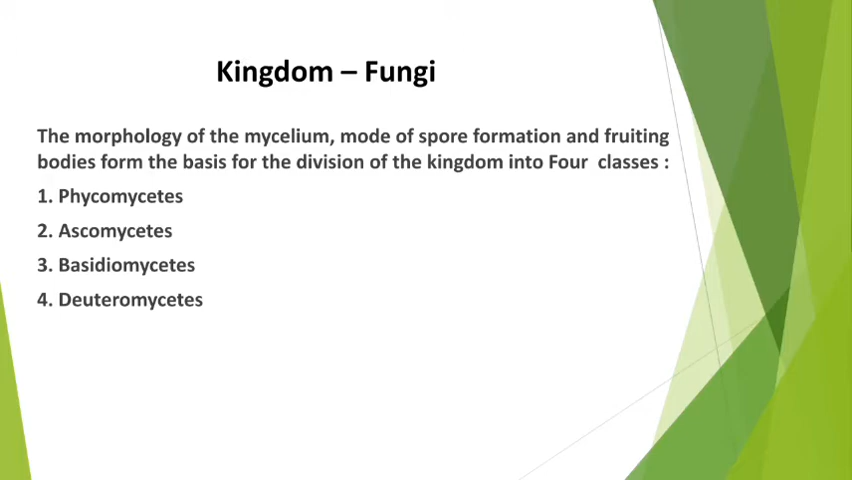 Kingdom – Fungi
The morphology of the mycelium, mode of spore formation and fruiting
bodies form the basis for the division of the kingdom into Four classes :
1. Phycomycetes
2. Ascomycetes
3. Basidiomycetes
4. Deuteromycetes